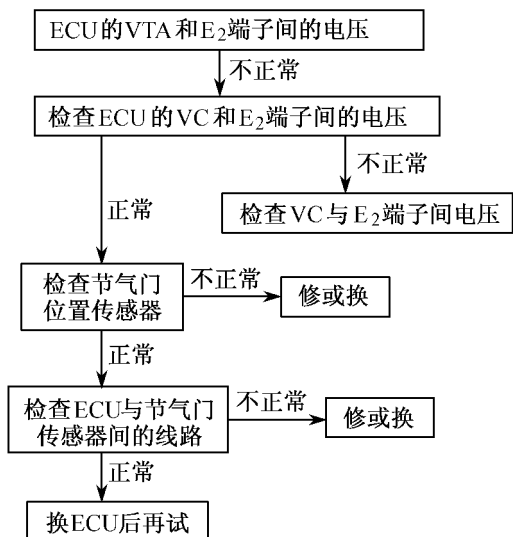 ECU的VTA和E₂端子间的电压
不正常
检查ECU的VC和E₂端子间的电压
不正常
正常
检查VC与E₂端子间电压
检查节气门
位置传感器
不正常
修或换
正常
检查ECU与节气门
传感器间的线路
不正常
修或换
正常
换ECU后再试